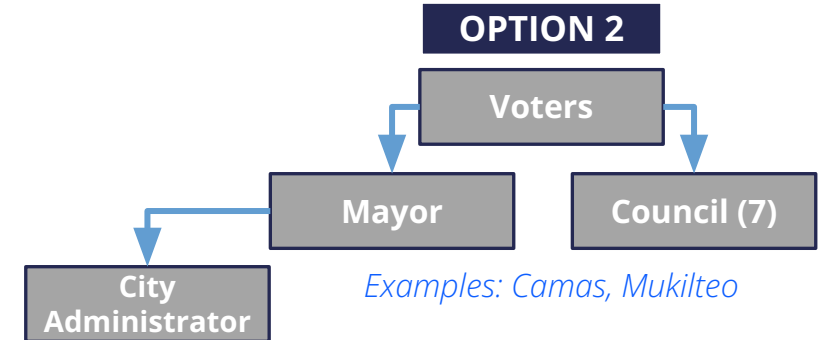 OPTION 2
Voters
Mayor
Council (7)
City
Administrator
Examples: Camas, Mukilteo